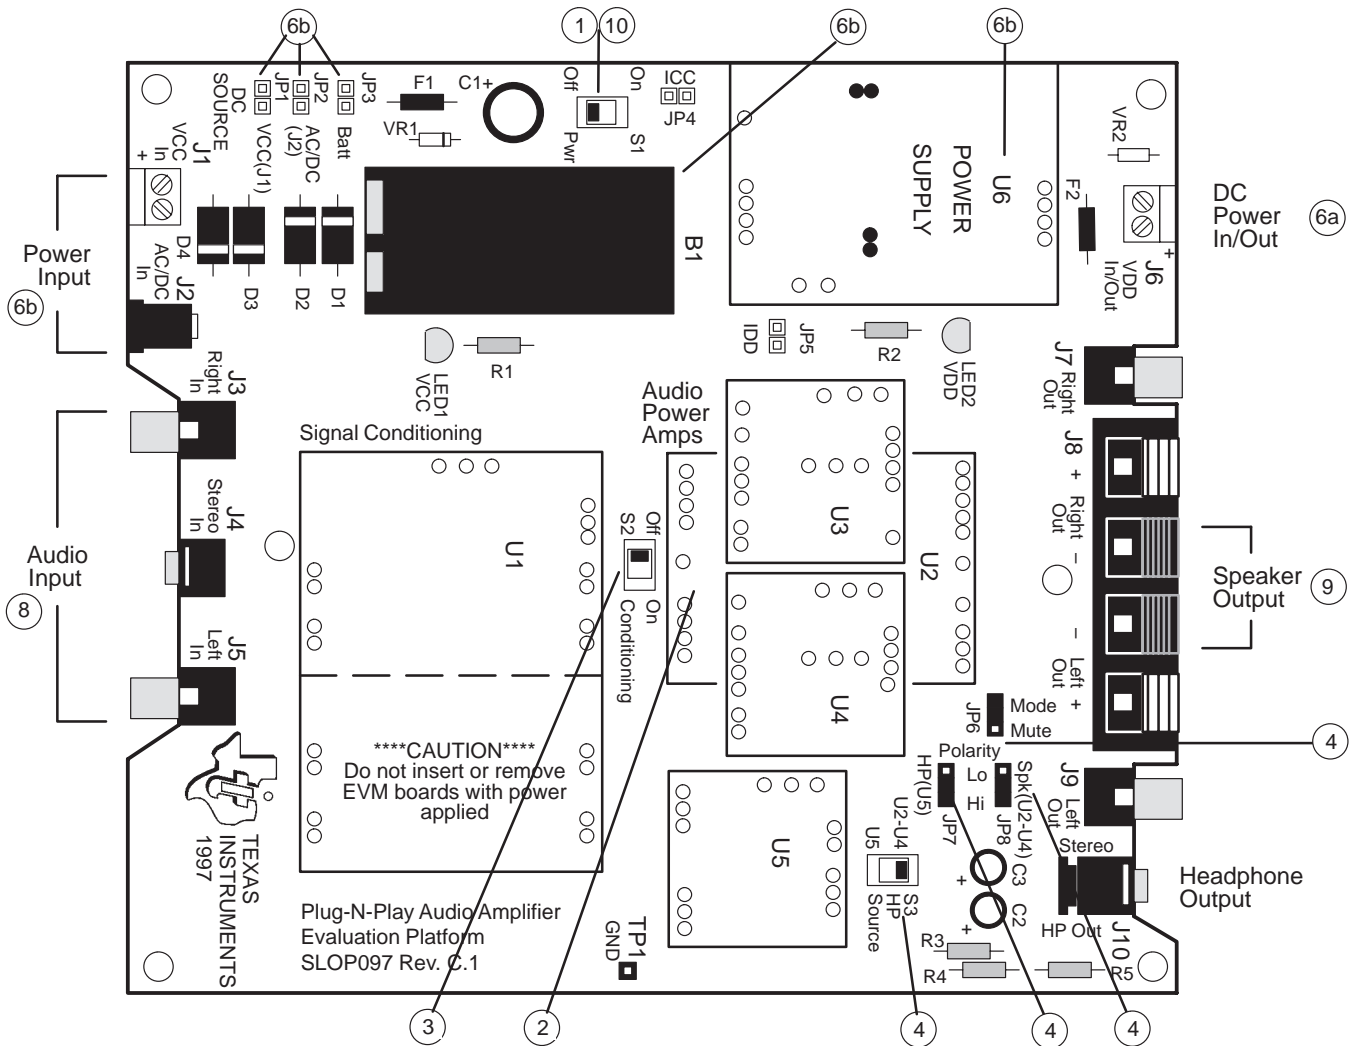 6b
1
10
6b
6b
DC
SOURCE
JP1
VCC(J1)
JP2
AC/DC
(J2)
JP3
Batt
F1
VR1
C1+
Off
On
Pwr
S1
ICC
JP4
POWER
SUPPLY
U6
VR2
F2
J1
VCC
In
+
J6
+
VDD
In/Out
DC
Power
In/Out
6a
Power
Input
6b
J2
AC/DC
In
D4
D3
D2
D1
B1
LED1
VCC
R1
IDD
JP5
R2
LED2
VDD
J3
Right
In
J7
Right
Out
Audio
Power
Amps
Signal Conditioning
J8
+
Right
Out
–
–
Left
Out
+
Audio
Input
8
J4
Stereo
In
J5
Left
In
U1
S2
Off
On
Conditioning
U3
U2
U4
Speaker
Output
9
JP6
Mode
Mute
4
Polarity
HP(U5)
Lo
Hi
JP7
JP8
Spk(U2-U4)
J9
Left
Out
****CAUTION****
Do not insert or remove
EVM boards with power
applied
TEXAS
INSTRUMENTS
1997
U5
U5
U2-U4
S3
HP
Source
+
C3
C2
+
Stereo
HP Out
J10
Headphone
Output
R3
R4
R5
Plug-N-Play Audio Amplifier
Evaluation Platform
SLOP097 Rev. C.1
TP1
GND
3
2
4
4
4